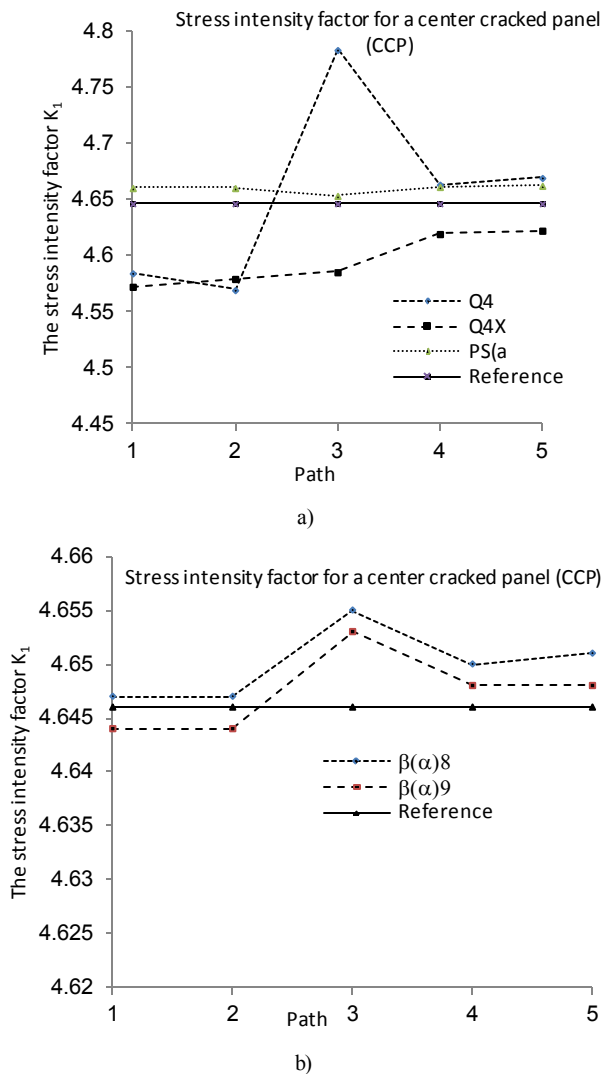 Stress intensity factor for a center cracked panel
(CCP)
The stress intensity factor K₁
4.8
4.75
4.7
4.65
4.6
4.55
4.5
4.45
Q4
Q4X
PS(a
Reference
1 2 3 4 5
Path
a)
Stress intensity factor for a center cracked panel (CCP)
The stress intensity factor K₁
4.66
4.655
4.65
4.645
4.64
4.635
4.63
4.625
4.62
β(α)8
β(α)9
Reference
1 2 3 4 5
Path
b)